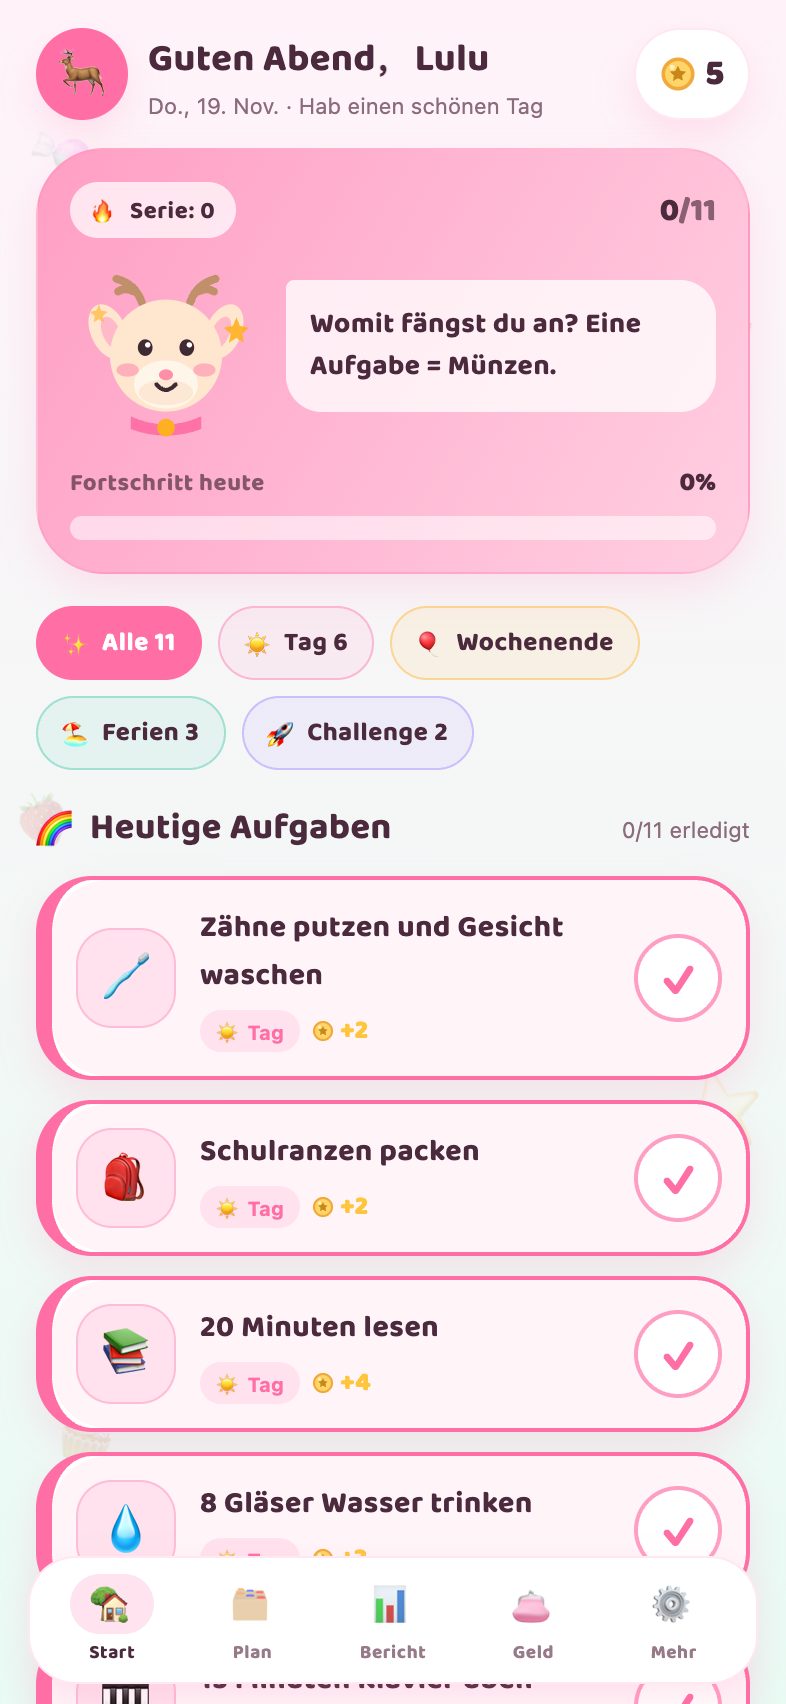 Guten Abend, Lulu
Do., 19. Nov. · Hab einen schönen Tag
5
Serie: 0
0/11
Womit fängst du an? Eine
Aufgabe = Münzen.
Fortschritt heute
0%
Alle 11
Tag 6
Wochenende
Ferien 3
Challenge 2
Heutige Aufgaben
0/11 erledigt
Zähne putzen und Gesicht
waschen
Tag
+2
Schulranzen packen
Tag
+2
20 Minuten lesen
Tag
+4
8 Gläser Wasser trinken
Start
Plan
Bericht
Geld
Mehr